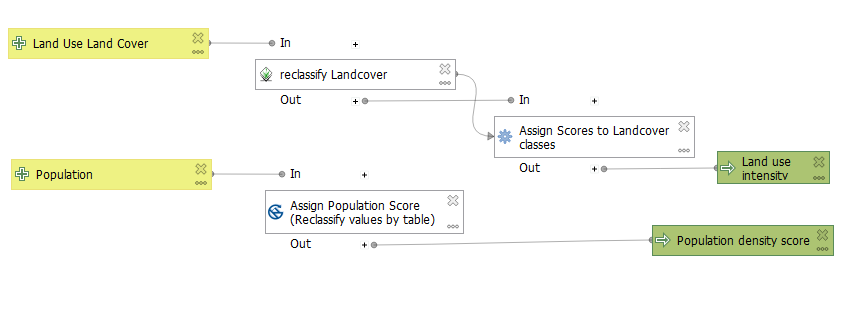 Land Use Land Cover
In
reclassify Landcover
Out
In
Assign Scores to Landcover
classes
Out
Land use
intensity
Population
In
Assign Population Score
(Reclassify values by table)
Out
Population density score